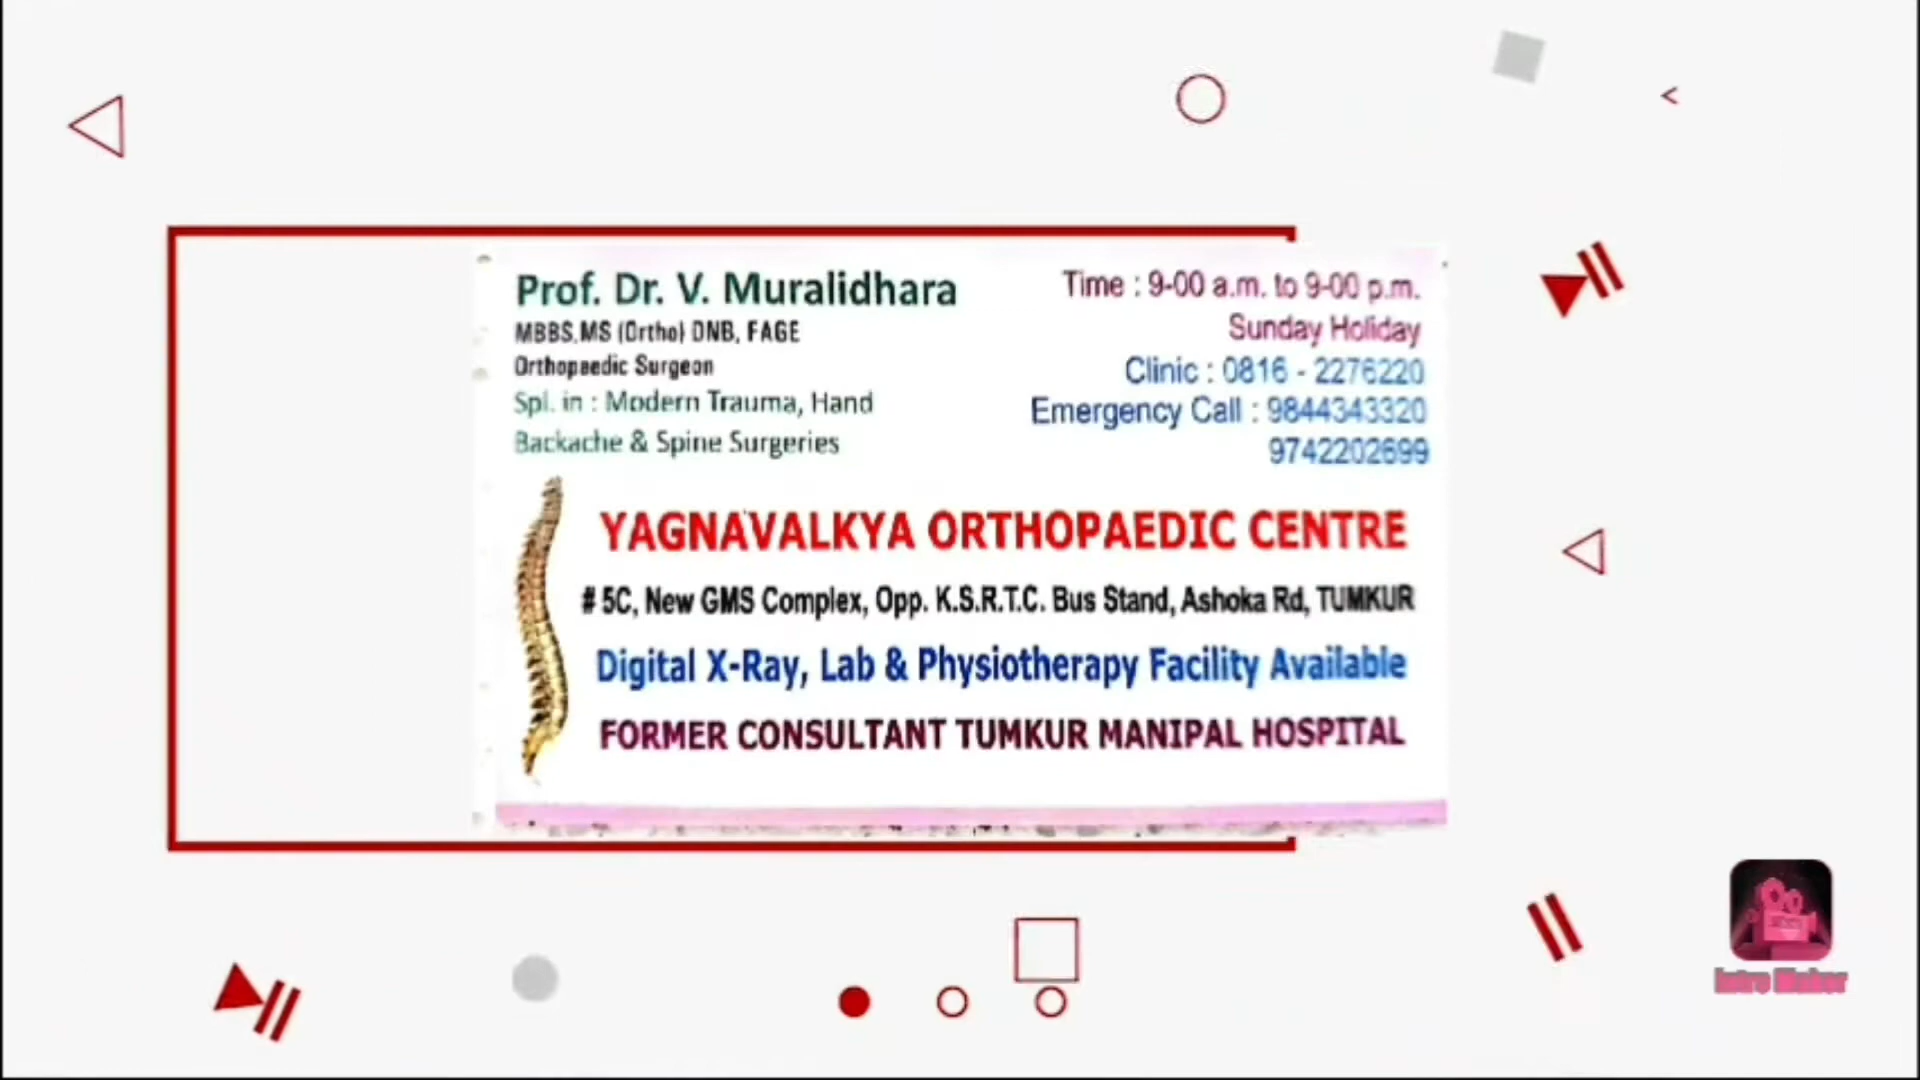 Prof. Dr. V. Muralidhara
MBBS,MS (Ortho) DNB, FAGE
Orthopaedic Surgeon
Spl. in : Modern Trauma, Hand
Backache & Spine Surgeries
Time : 9-00 a.m. to 9-00 p.m.
Sunday Holiday
Clinic : 0816 - 2276220
Emergency Call : 9844343320
9742202699
YAGNAVALKYA ORTHOPAEDIC CENTRE
# 5C, New GMS Complex, Opp. K.S.R.T.C. Bus Stand, Ashoka Rd, TUMKUR
Digital X-Ray, Lab & Physiotherapy Facility Available
FORMER CONSULTANT TUMKUR MANIPAL HOSPITAL
Intro Maker